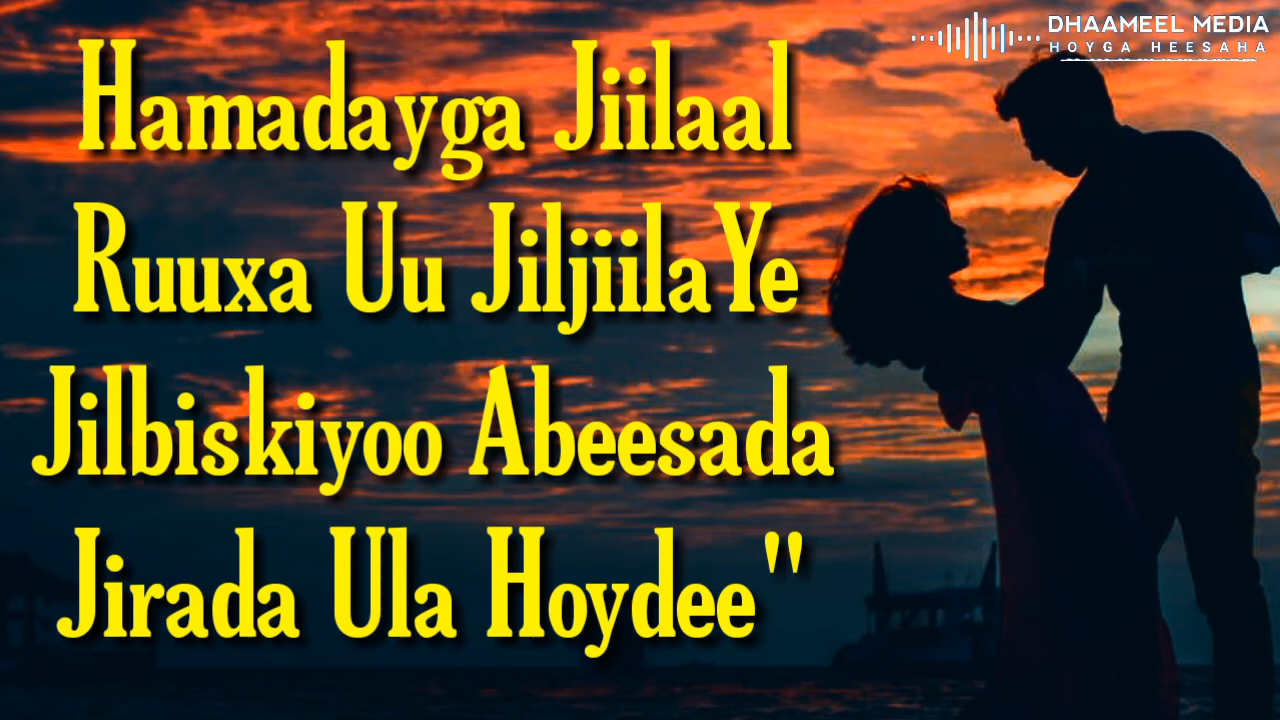 DHAAMEEL MEDIA
HOYGA HEESAHA
Hamadayga Jiilaal
Ruuxa Uu JiljiilaYe
Jilbiskiyoo Abeesada
Jirada Ula Hoydee"